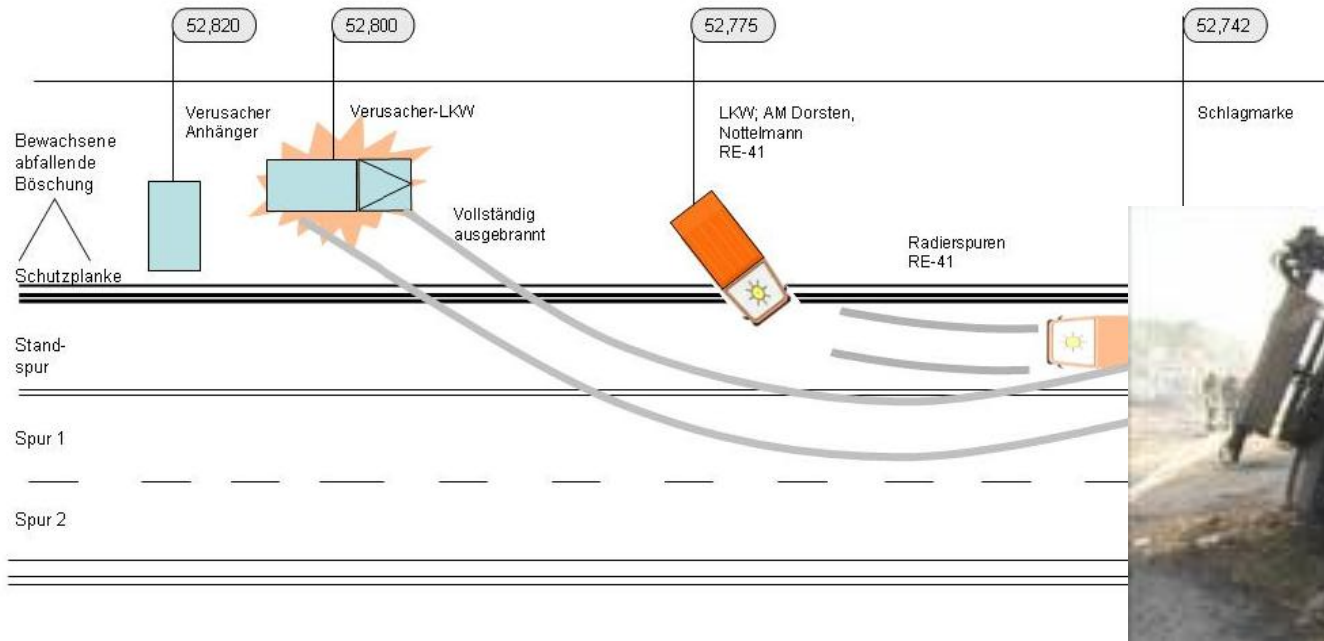 52,820
52,800
52,775
52,742
Verusacher
Anhänger
Verusacher-LKW
LKW; AM Dorsten,
Nottelmann
RE-41
Schlagmarke
Bewachsene
abfallende
Böschung
Vollständig
ausgebrannt
Radierspuren
RE-41
Schutzplanke
Stand-
spur
Spur 1
Spur 2